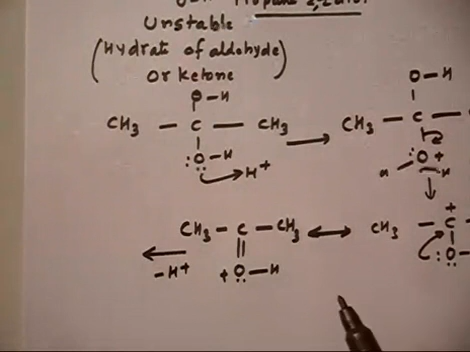 Unstable
(Hydrate of aldehyde)
or ketone
O-H
CH3 - C - CH3
:O-H
H+
O-H
CH3 - C -
:O+
H H
CH3 - C - CH3
||
+O-H
-H+
+
CH3 - C
:O